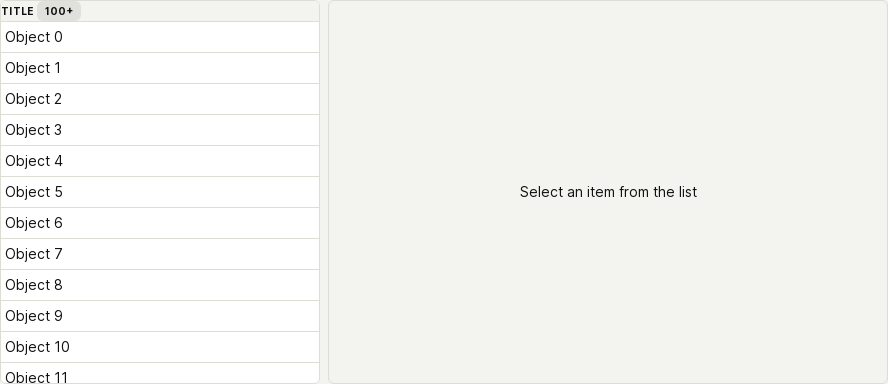 TITLE 100+
Object 0
Object 1
Object 2
Object 3
Object 4
Object 5
Object 6
Object 7
Object 8
Object 9
Object 10
Object 11
Select an item from the list